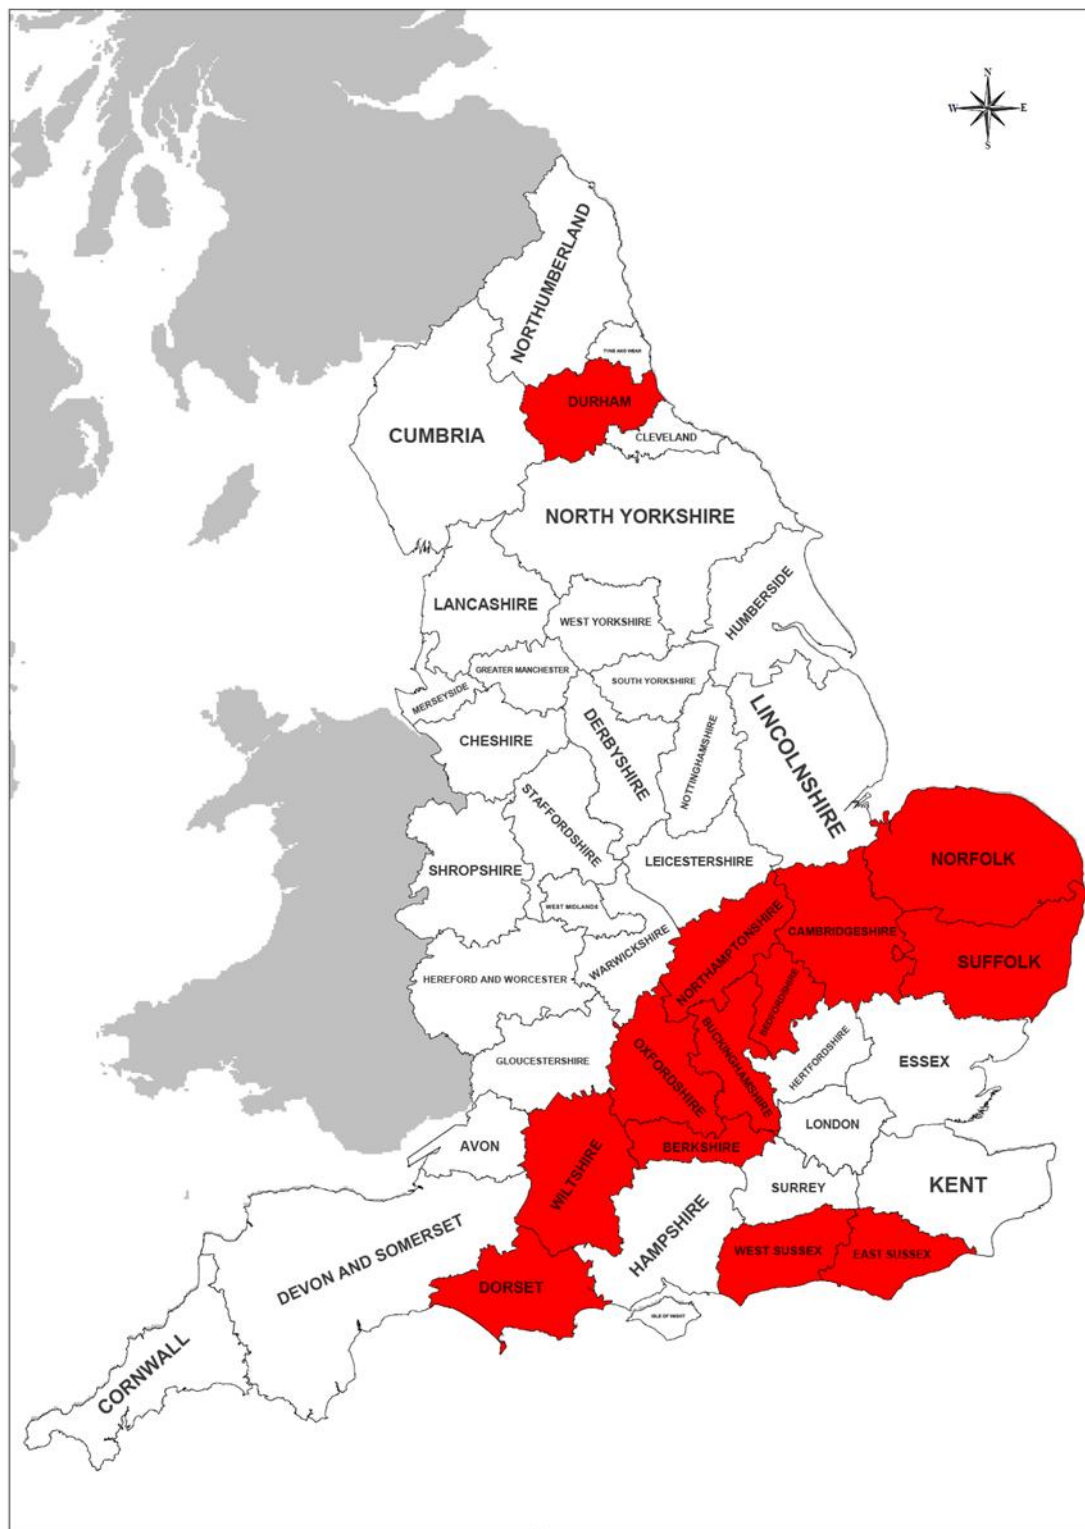 N
W E
S
NORTHUMBERLAND
TYNE AND WEAR
DURHAM
CUMBRIA
CLEVELAND
NORTH YORKSHIRE
HUMBERSIDE
LANCASHIRE
WEST YORKSHIRE
GREATER MANCHESTER
SOUTH YORKSHIRE
MERSEYSIDE
CHESHIRE
DERBYSHIRE
NOTTINGHAMSHIRE
LINCOLNSHIRE
STAFFORDSHIRE
SHROPSHIRE
LEICESTERSHIRE
NORFOLK
WEST MIDLANDS
WARWICKSHIRE
NORTHAMPTONSHIRE
CAMBRIDGESHIRE
SUFFOLK
HEREFORD AND WORCESTER
BEDFORDSHIRE
GLOUCESTERSHIRE
OXFORDSHIRE
BUCKINGHAMSHIRE
HERTFORDSHIRE
ESSEX
AVON
WILTSHIRE
BERKSHIRE
LONDON
SURREY
KENT
DEVON AND SOMERSET
HAMPSHIRE
WEST SUSSEX
EAST SUSSEX
DORSET
ISLE OF WIGHT
CORNWALL